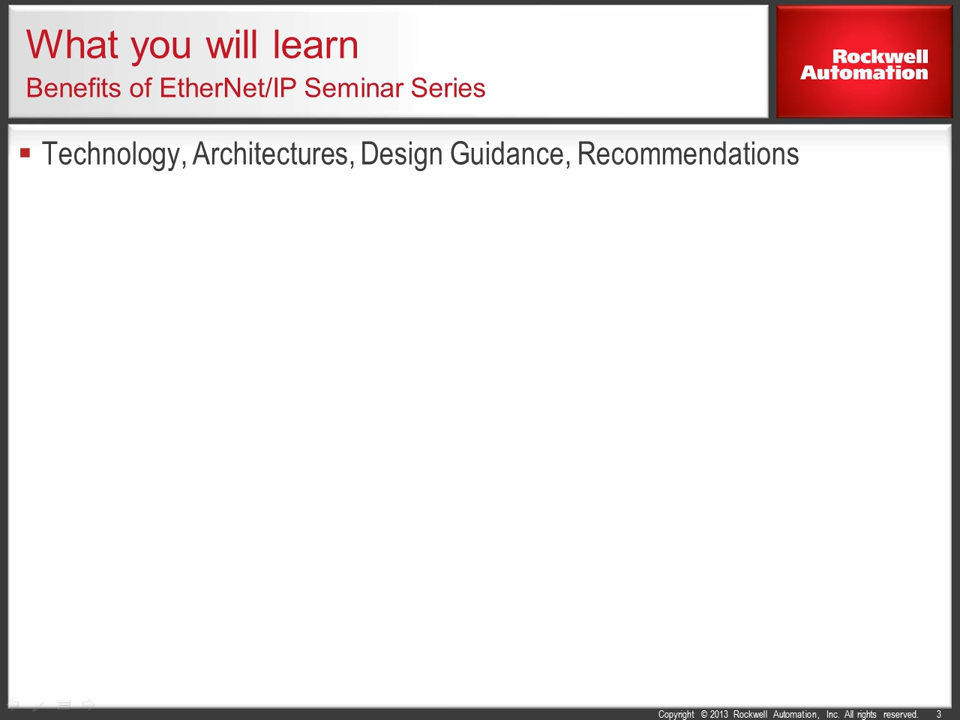 What you will learn
Benefits of EtherNet/IP Seminar Series
Rockwell
Automation
▪ Technology, Architectures, Design Guidance, Recommendations
Copyright © 2013 Rockwell Automation, Inc. All rights reserved. 3